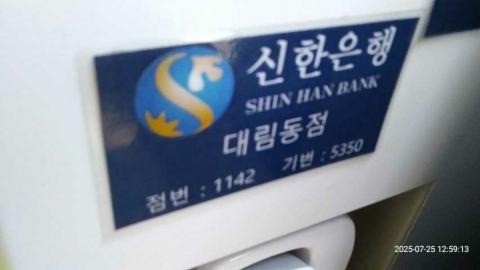 신한은행
SHIN HAN BANK
대림동점
점번 : 1142 기번 : 5350
2025-07-25 12:59:13